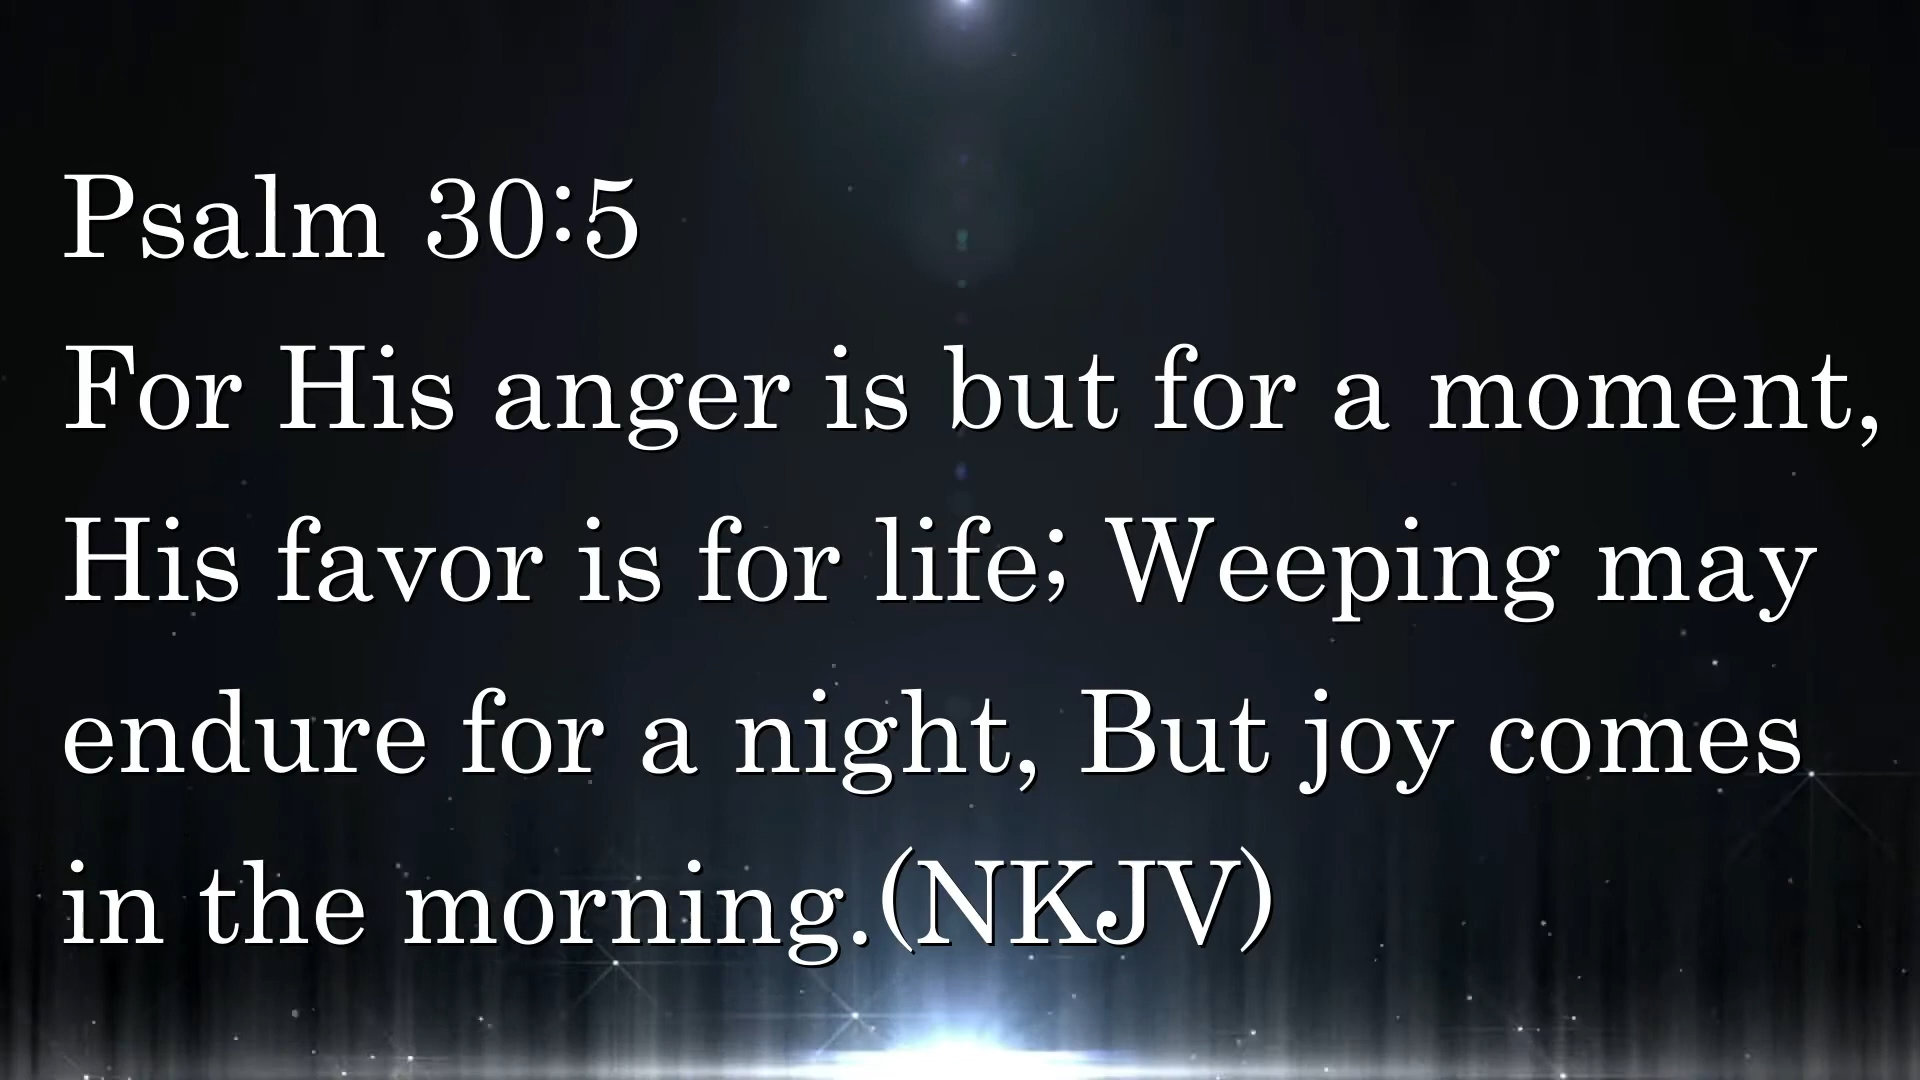 Psalm 30:5
For His anger is but for a moment,
His favor is for life; Weeping may
endure for a night, But joy comes
in the morning.(NKJV)